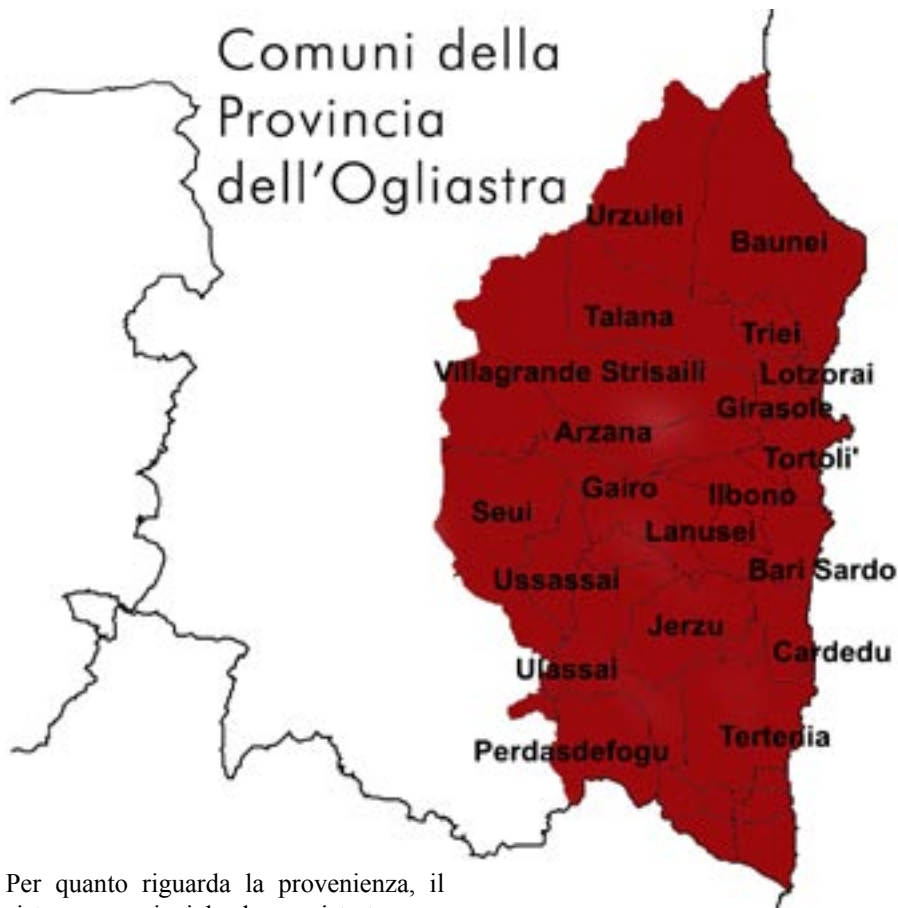 Comuni della
Provincia
dell'Ogliastra
Urzulei
Baunei
Talana
Triei
Villagrande Strisaili
Lotzorai
Girasole
Arzana
Tortoli'
Gairo
Ilbono
Seui
Lanusei
Ussassai
Bari Sardo
Jerzu
Cardedu
Ulassai
Tertenia
Perdasdefogu
Per quanto riguarda la provenienza, il